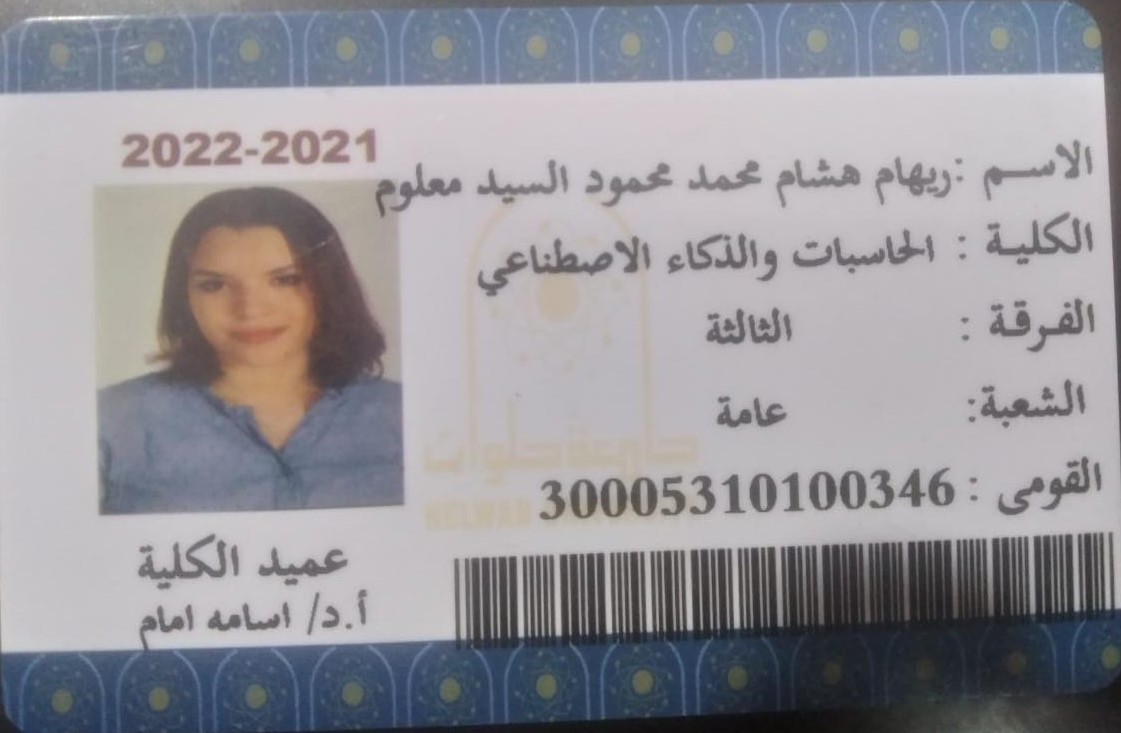 2022-2021
الاسم : ريهام هشام محمد محمود السيد معلوم
الكلية : الحاسبات والذكاء الاصطناعي
الفرقة : الثالثة
الشعبة: عامة
القومى : 30005310100346
عميد الكلية
أ.د/ اسامه امام
جامعة حلوان
HELWAN